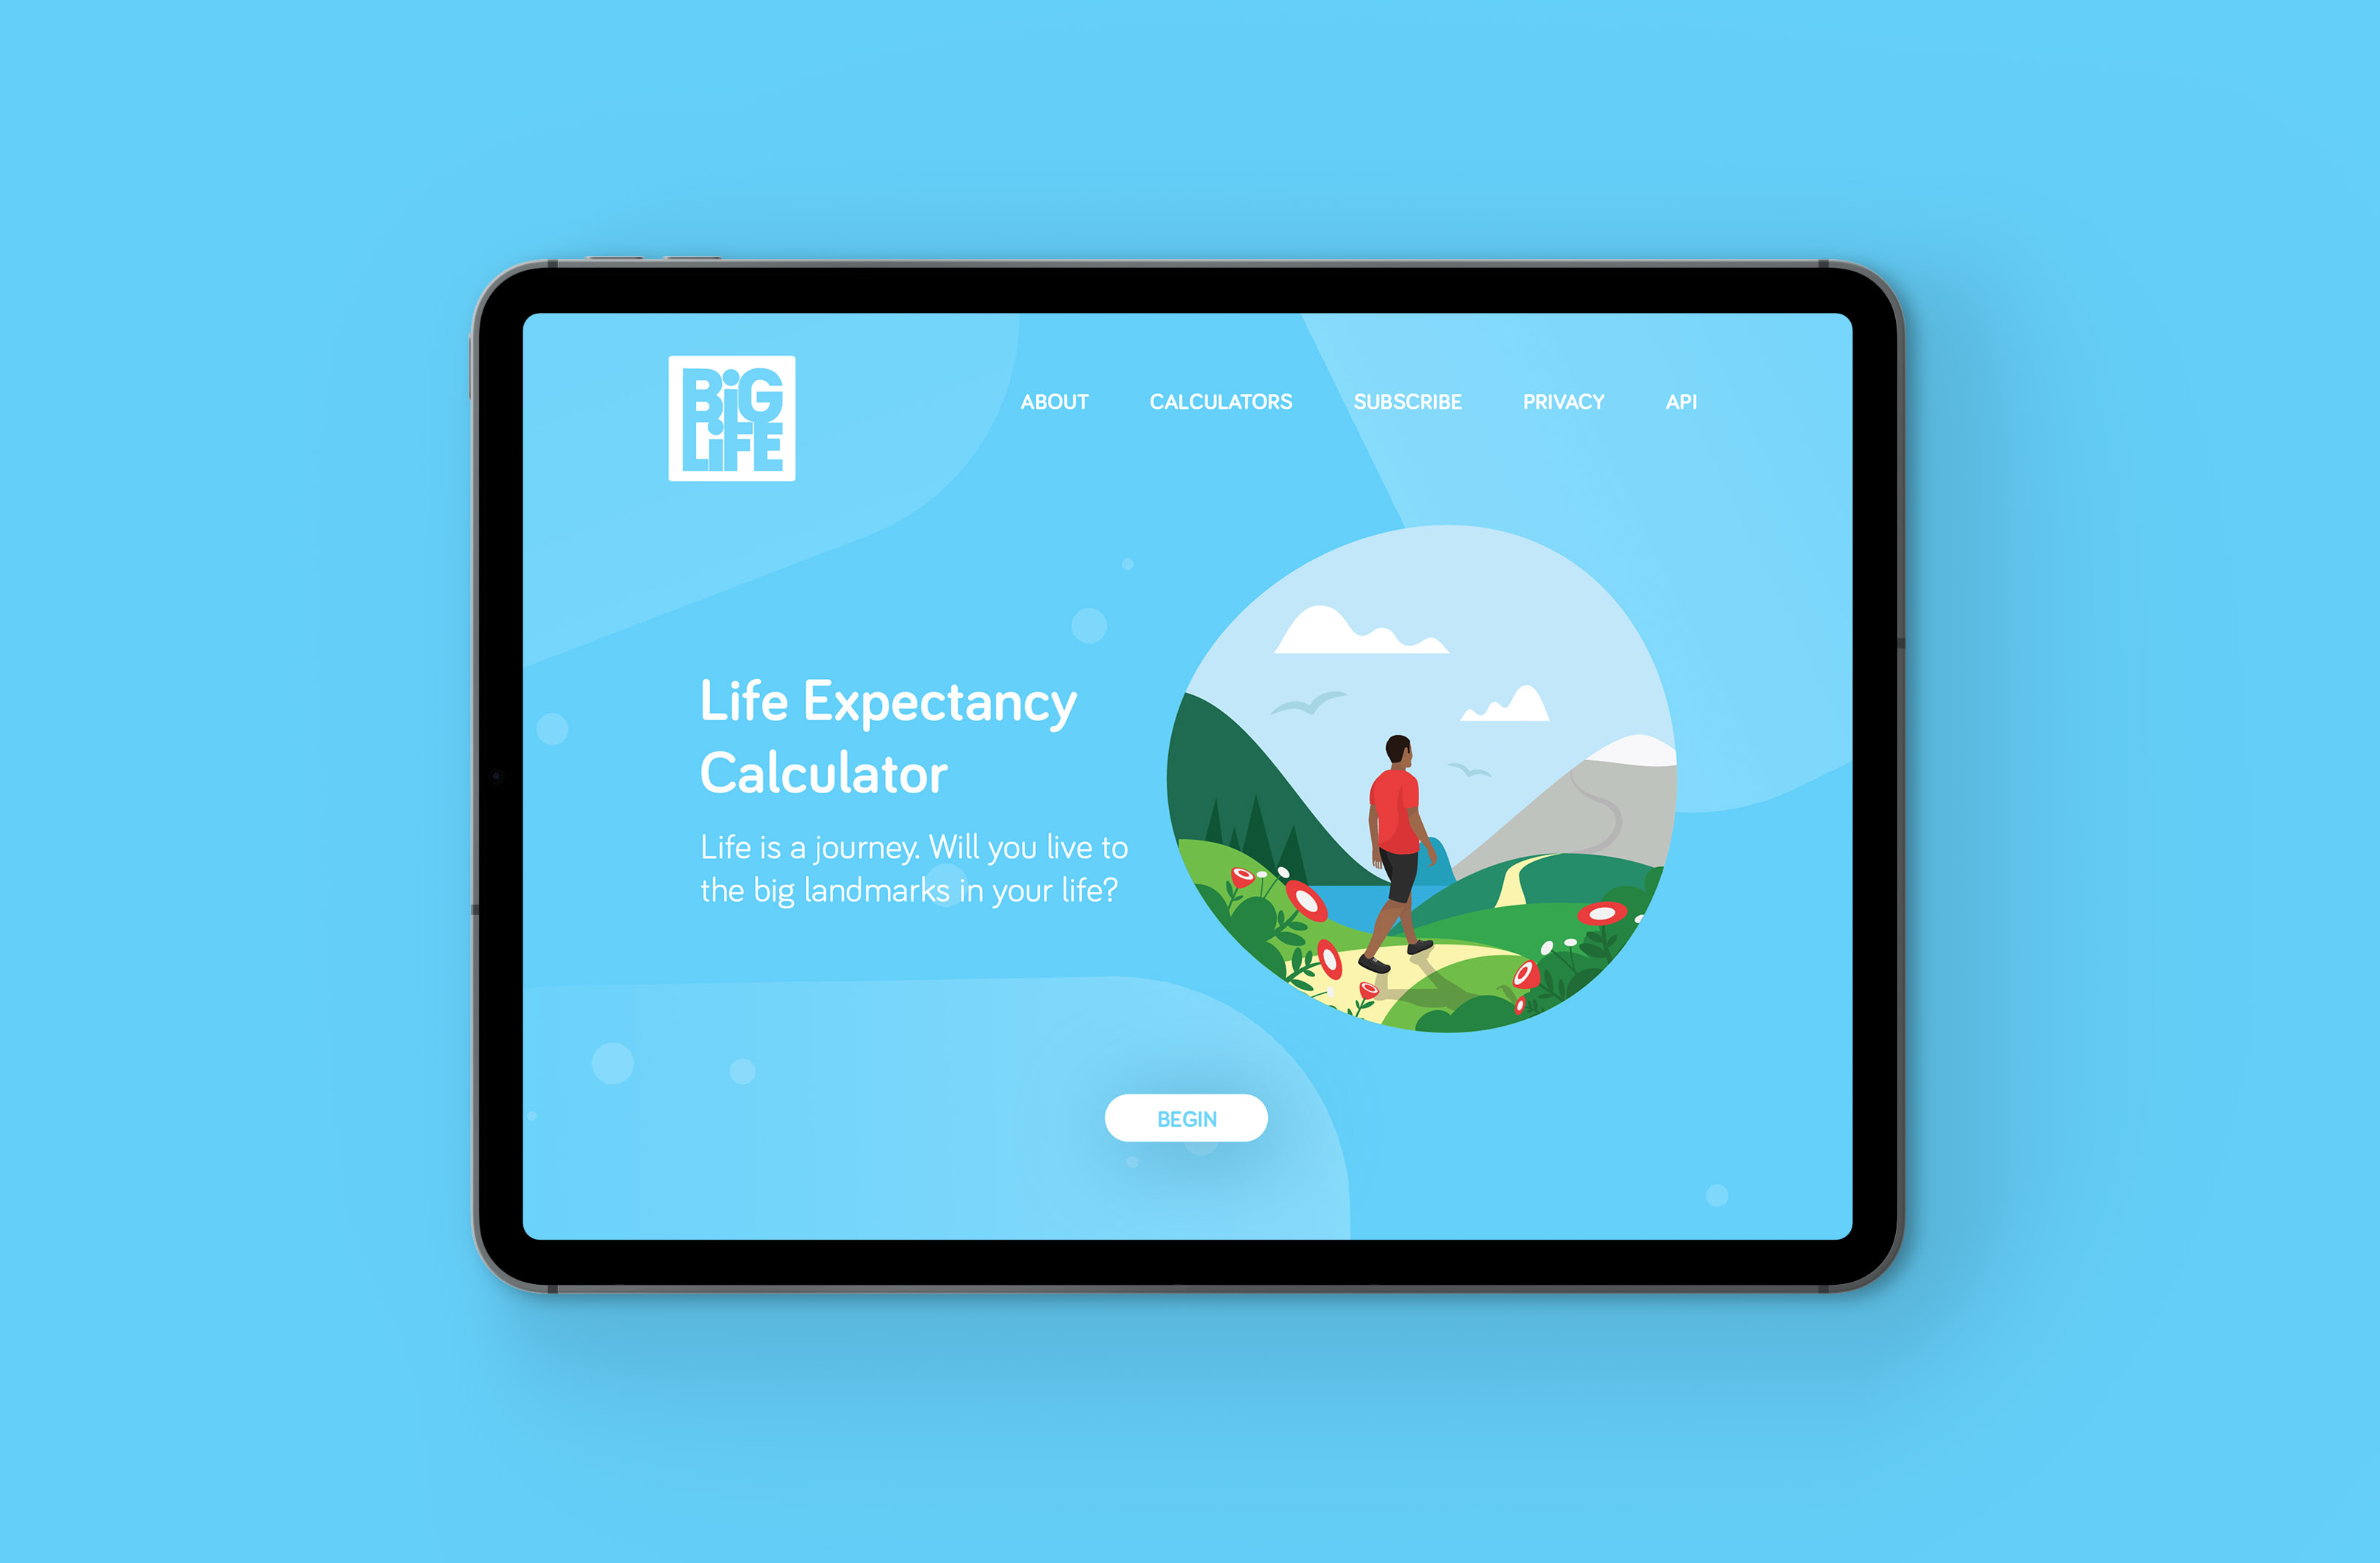 BiG
LiFE
ABOUT CALCULATORS SUBSCRIBE PRIVACY API
Life Expectancy
Calculator
Life is a journey. Will you live to
the big landmarks in your life?
BEGIN